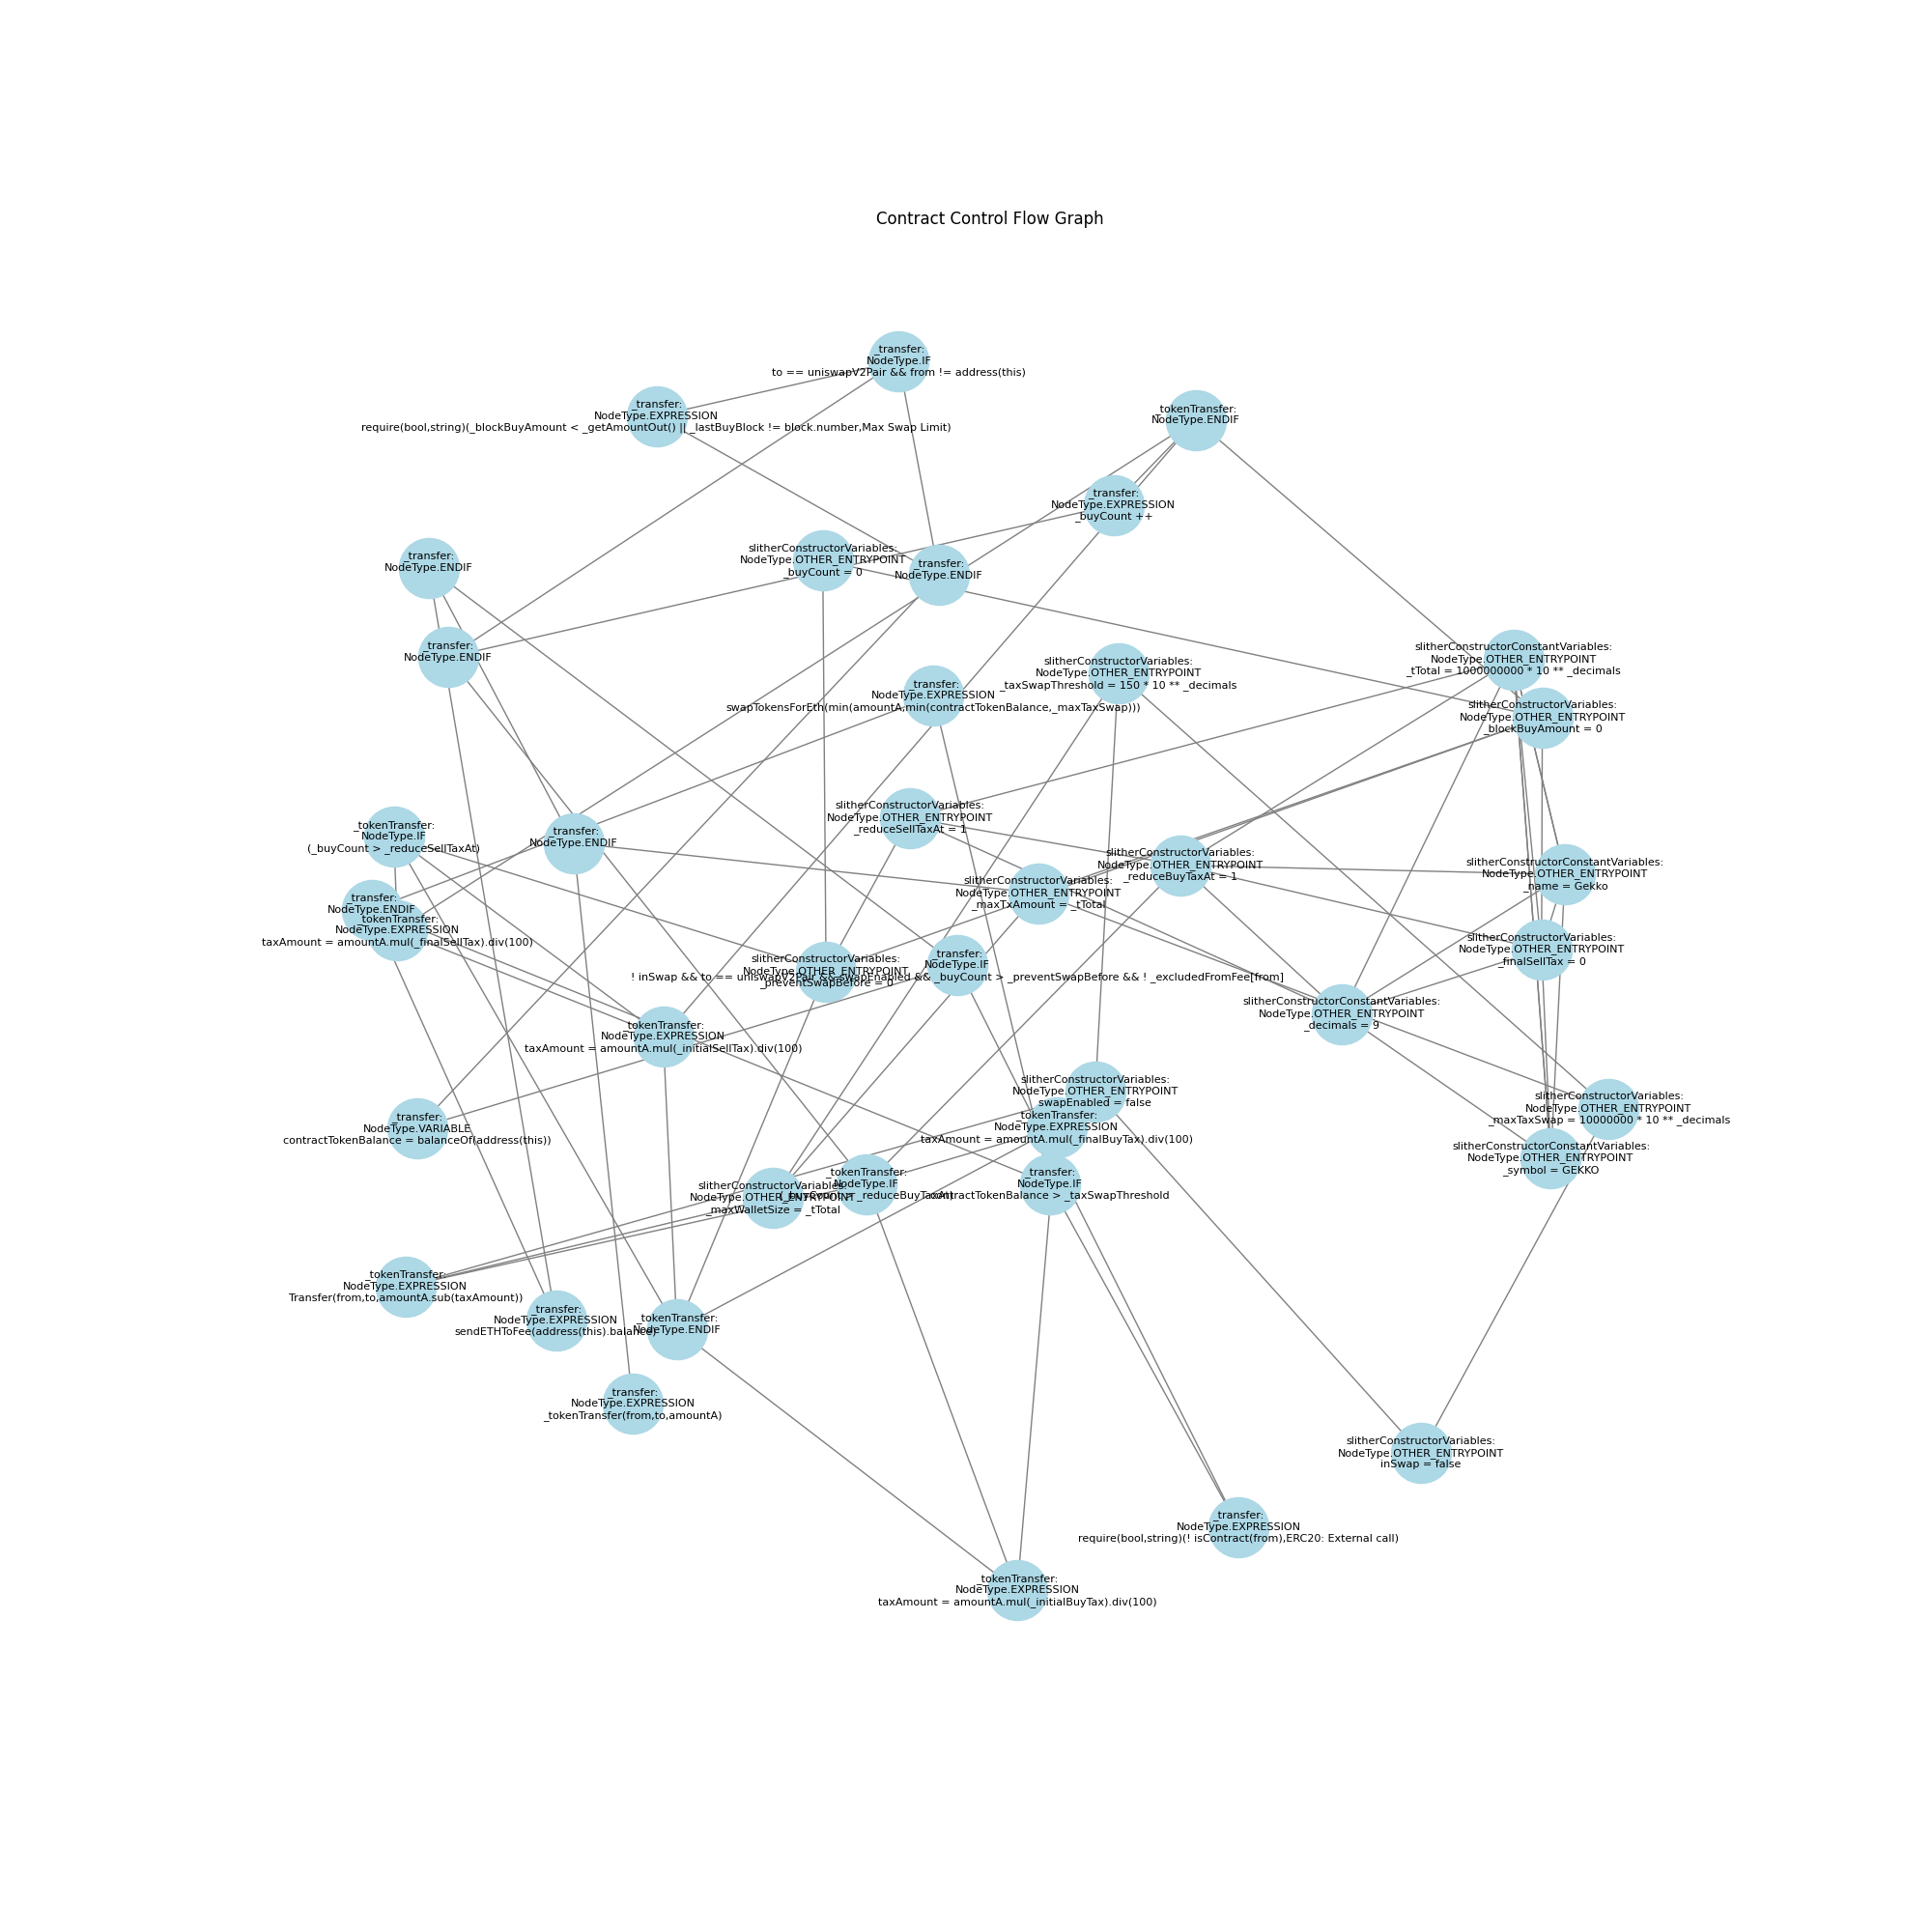 Contract Control Flow Graph
_transfer:
NodeType.IF
to == uniswapV2Pair && from != address(this)
_transfer:
NodeType.EXPRESSION
require(bool,string)(_blockBuyAmount < _getAmountOut() || _lastBuyBlock != block.number,Max Swap Limit)
_tokenTransfer:
NodeType.ENDIF
_transfer:
NodeType.EXPRESSION
_buyCount ++
slitherConstructorVariables:
NodeType.OTHER_ENTRYPOINT
_buyCount = 0
_transfer:
NodeType.ENDIF
_transfer:
NodeType.ENDIF
_transfer:
NodeType.ENDIF
slitherConstructorConstantVariables:
NodeType.OTHER_ENTRYPOINT
_tTotal = 1000000000 * 10 ** _decimals
slitherConstructorVariables:
NodeType.OTHER_ENTRYPOINT
_taxSwapThreshold = 150 * 10 ** _decimals
_transfer:
NodeType.EXPRESSION
swapTokensForEth(min(amountA,min(contractTokenBalance,_maxTaxSwap)))
slitherConstructorVariables:
NodeType.OTHER_ENTRYPOINT
_blockBuyAmount = 0
slitherConstructorVariables:
NodeType.OTHER_ENTRYPOINT
_reduceSellTaxAt = 1
_tokenTransfer:
NodeType.IF
(_buyCount > _reduceSellTaxAt)
_transfer:
NodeType.ENDIF
slitherConstructorVariables:
NodeType.OTHER_ENTRYPOINT
_reduceBuyTaxAt = 1
slitherConstructorConstantVariables:
NodeType.OTHER_ENTRYPOINT
_name = Gekko
slitherConstructorVariables:
NodeType.OTHER_ENTRYPOINT
_maxTxAmount = _tTotal
_transfer:
NodeType.ENDIF
_tokenTransfer:
NodeType.EXPRESSION
taxAmount = amountA.mul(_finalSellTax).div(100)
slitherConstructorVariables:
NodeType.OTHER_ENTRYPOINT
_finalSellTax = 0
slitherConstructorVariables:
NodeType.OTHER_ENTRYPOINT
_preventSwapBefore = 0
_transfer:
NodeType.IF
! inSwap && to == uniswapV2Pair && swapEnabled && _buyCount > _preventSwapBefore && ! _excludedFromFee[from]
slitherConstructorConstantVariables:
NodeType.OTHER_ENTRYPOINT
_decimals = 9
_tokenTransfer:
NodeType.EXPRESSION
taxAmount = amountA.mul(_initialSellTax).div(100)
slitherConstructorVariables:
NodeType.OTHER_ENTRYPOINT
swapEnabled = false
_tokenTransfer:
NodeType.EXPRESSION
taxAmount = amountA.mul(_finalBuyTax).div(100)
slitherConstructorVariables:
NodeType.OTHER_ENTRYPOINT
_maxTaxSwap = 10000000 * 10 ** _decimals
_transfer:
NodeType.VARIABLE
contractTokenBalance = balanceOf(address(this))
slitherConstructorConstantVariables:
NodeType.OTHER_ENTRYPOINT
_symbol = GEKKO
slitherConstructorVariables:
NodeType.OTHER_ENTRYPOINT
_maxWalletSize = _tTotal
_tokenTransfer:
NodeType.IF
_reduceBuyTaxAt)
_transfer:
NodeType.IF
contractTokenBalance > _taxSwapThreshold
_tokenTransfer:
NodeType.EXPRESSION
Transfer(from,to,amountA.sub(taxAmount))
_transfer:
NodeType.EXPRESSION
sendETHToFee(address(this).balance)
_tokenTransfer:
NodeType.ENDIF
_transfer:
NodeType.EXPRESSION
_tokenTransfer(from,to,amountA)
slitherConstructorVariables:
NodeType.OTHER_ENTRYPOINT
inSwap = false
_transfer:
NodeType.EXPRESSION
require(bool,string)(! isContract(from),ERC20: External call)
_tokenTransfer:
NodeType.EXPRESSION
taxAmount = amountA.mul(_initialBuyTax).div(100)